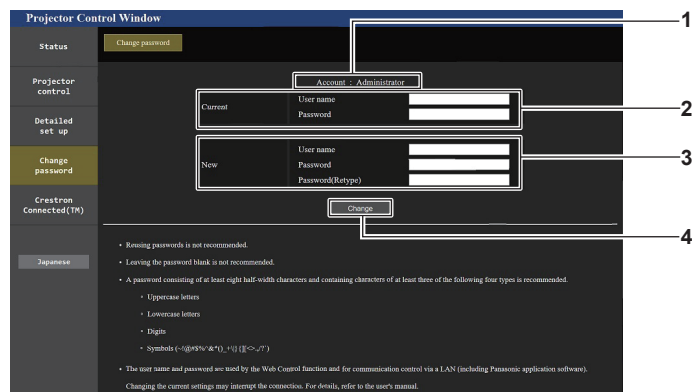 Projector Control Window
Status
Change password
Projector
control
Detailed
set up
Change
password
Crestron
Connected(TM)
Japanese
Account : Administrator
Current
User name
Password
New
User name
Password
Password(Retype)
Change
• Reusing passwords is not recommended.
• Leaving the password blank is not recommended.
• A password consisting of at least eight half-width characters and containing characters of at least three of the following four types is recommended.
◦ Uppercase letters
◦ Lowercase letters
◦ Digits
◦ Symbols (~!@#$%^&*()_+\{}[]<>.,/?`)
• The user name and password are used by the Web Control function and for communication control via a LAN (including Panasonic application software).
Changing the current settings may interrupt the connection. For details, refer to the user's manual.
1
2
3
4